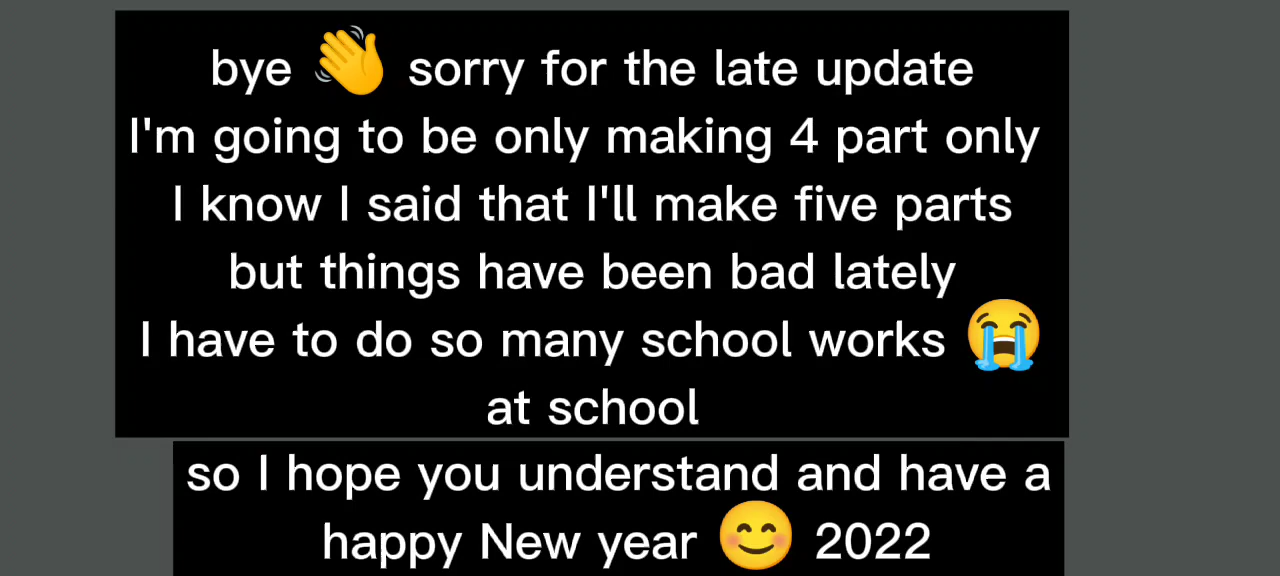 bye 👋 sorry for the late update
I'm going to be only making 4 part only
I know I said that I'll make five parts
but things have been bad lately
I have to do so many school works 😭
at school
so I hope you understand and have a
happy New year 😊 2022